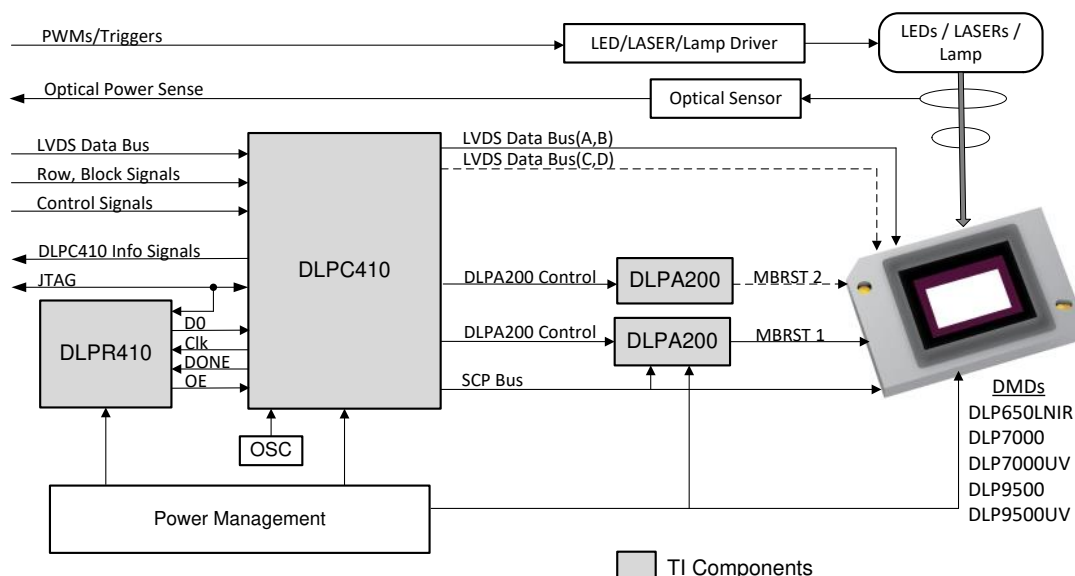 PWMs/Triggers
LED/LASER/Lamp Driver
LEDs / LASERs /
Lamp
Optical Power Sense
Optical Sensor
LVDS Data Bus
Row, Block Signals
Control Signals
DLPC410 Info Signals
JTAG
DLPR410
D0
Clk
DONE
OE
DLPC410
OSC
Power Management
LVDS Data Bus(A,B)
LVDS Data Bus(C,D)
DLPA200 Control
DLPA200
MBRST 2
DLPA200 Control
DLPA200
MBRST 1
SCP Bus
DMDs
DLP650LNIR
DLP7000
DLP7000UV
DLP9500
DLP9500UV
TI Components